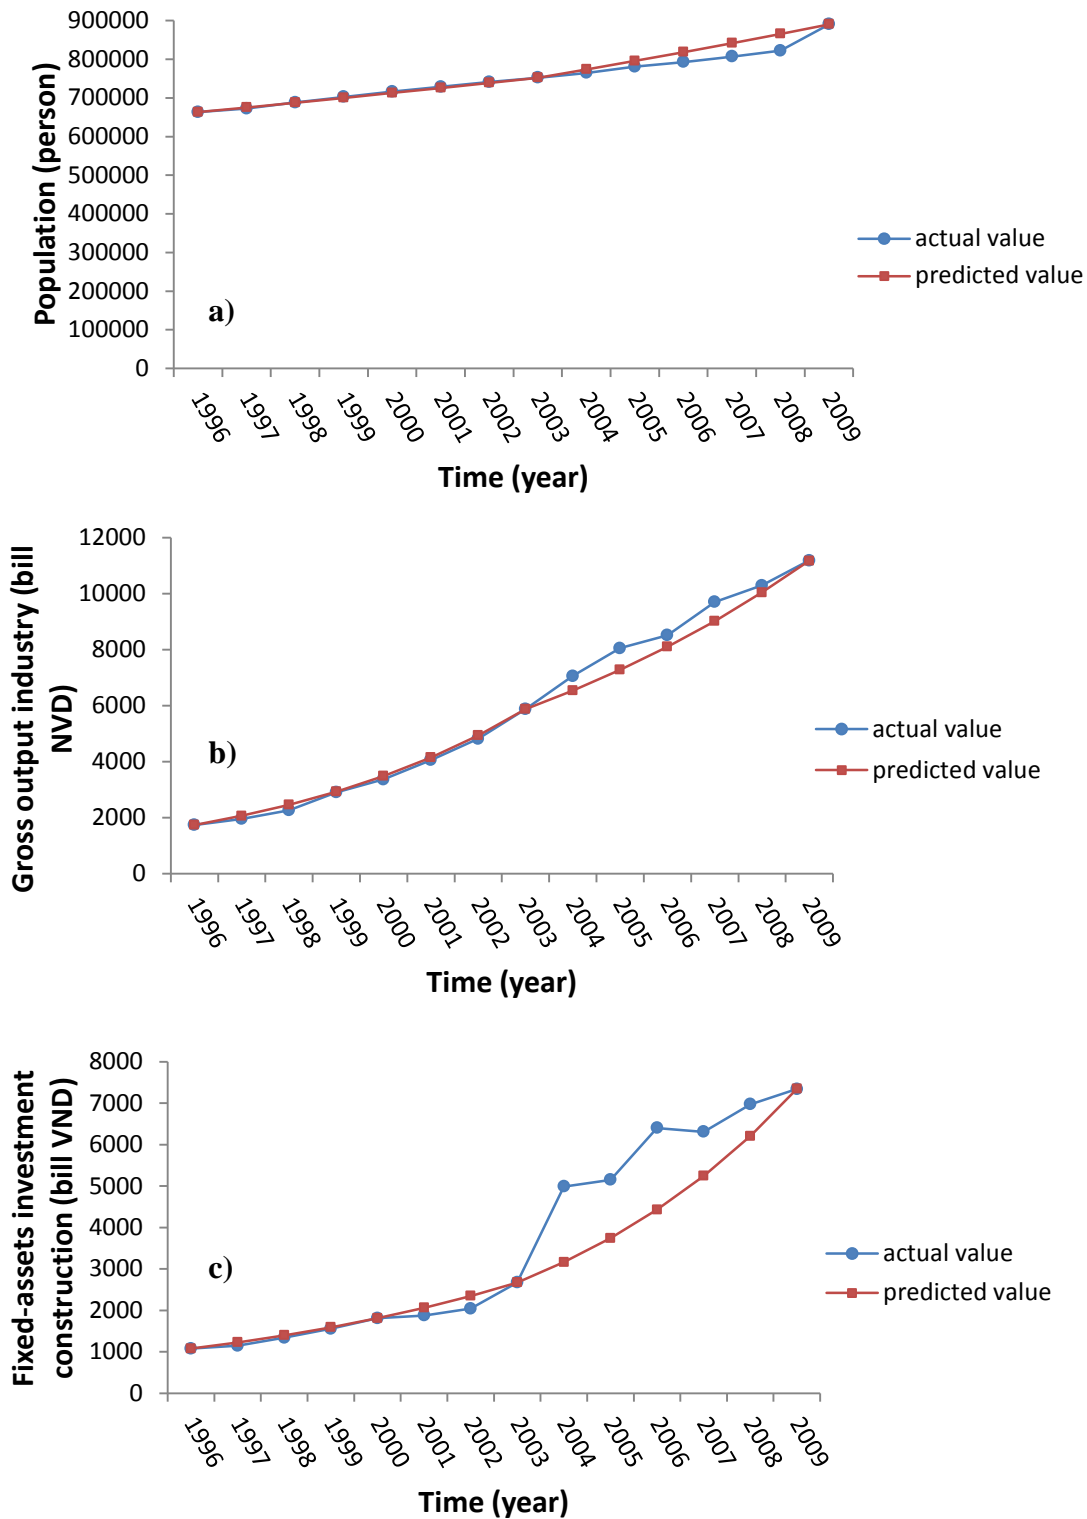 900000
800000
700000
600000
500000
400000
300000
200000
100000
0
Population (person)
a)
actual value
predicted value
1996 1997 1998 1999 2000 2001 2002 2003 2004 2005 2006 2007 2008 2009
Time (year)
12000
10000
8000
6000
4000
2000
0
Gross output industry (bill
NVD)
b)
actual value
predicted value
1996 1997 1998 1999 2000 2001 2002 2003 2004 2005 2006 2007 2008 2009
Time (year)
8000
7000
6000
5000
4000
3000
2000
1000
0
Fixed-assets investment
construction (bill VND)
c)
actual value
predicted value
1996 1997 1998 1999 2000 2001 2002 2003 2004 2005 2006 2007 2008 2009
Time (year)